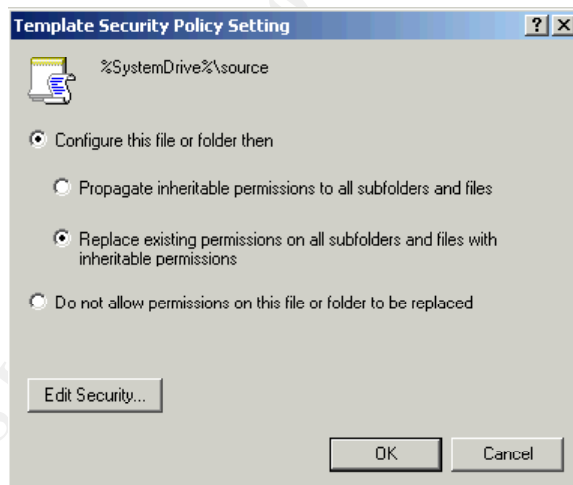 Template Security Policy Setting
%SystemDrive%\source
Configure this file or folder then
Propagate inheritable permissions to all subfolders and files
Replace existing permissions on all subfolders and files with
inheritable permissions
Do not allow permissions on this file or folder to be replaced
Edit Security...
OK
Cancel